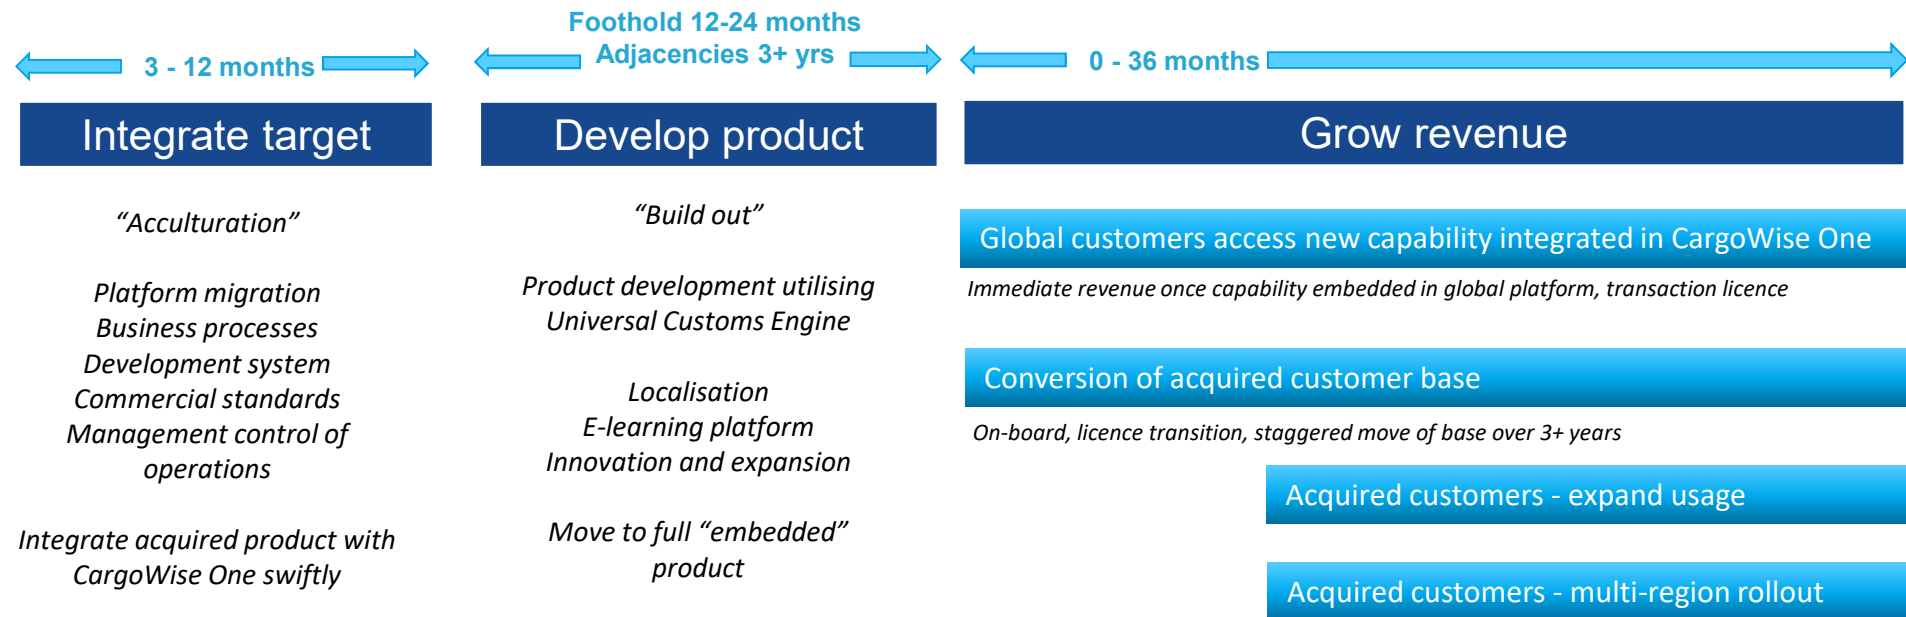 3 - 12 months
Foothold 12-24 months
Adjacencies 3+ yrs
0 - 36 months
Integrate target
“Acculturation”
Platform migration
Business processes
Development system
Commercial standards
Management control of
operations
Integrate acquired product with
CargoWise One swiftly
Develop product
“Build out”
Product development utilising
Universal Customs Engine
Localisation
E-learning platform
Innovation and expansion
Move to full “embedded”
product
Grow revenue
Global customers access new capability integrated in CargoWise One
Immediate revenue once capability embedded in global platform, transaction licence
Conversion of acquired customer base
On-board, licence transition, staggered move of base over 3+ years
Acquired customers - expand usage
Acquired customers - multi-region rollout